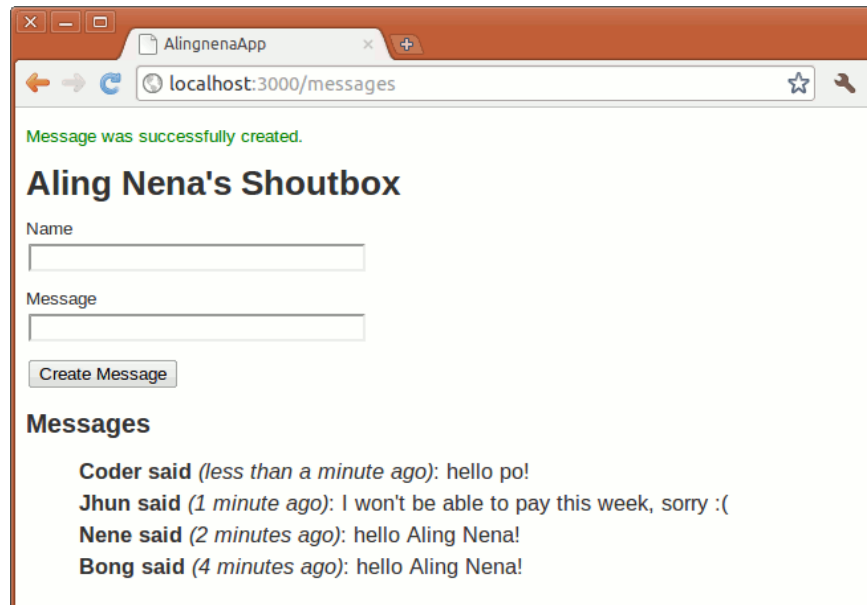 AlingnenaApp
localhost:3000/messages
Message was successfully created.
Aling Nena's Shoutbox
Name
Message
Create Message
Messages
Coder said (less than a minute ago): hello po!
Jhun said (1 minute ago): I won't be able to pay this week, sorry :(
Nene said (2 minutes ago): hello Aling Nena!
Bong said (4 minutes ago): hello Aling Nena!